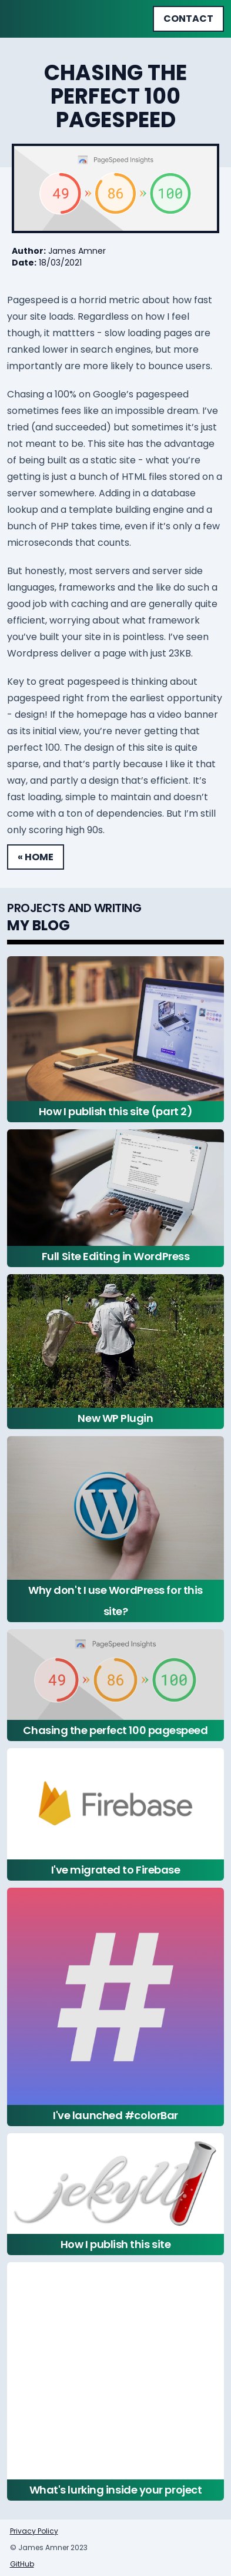 CONTACT
CHASING THE
PERFECT 100
PAGESPEED
PageSpeed Insights
49 » 86 » 100
Author: James Amner
Date: 18/03/2021
Pagespeed is a horrid metric about how fast
your site loads. Regardless on how I feel
though, it mattters - slow loading pages are
ranked lower in search engines, but more
importantly are more likely to bounce users.
Chasing a 100% on Google's pagespeed
sometimes fees like an impossible dream. I've
tried (and succeeded) but sometimes it's just
not meant to be. This site has the advantage
of being built as a static site - what you're
getting is just a bunch of HTML files stored on a
server somewhere. Adding in a database
lookup and a template building engine and a
bunch of PHP takes time, even if it's only a few
microseconds that counts.
But honestly, most servers and server side
languages, frameworks and the like do such a
good job with caching and are generally quite
efficient, worrying about what framework
you've built your site in is pointless. I've seen
Wordpress deliver a page with just 23KB.
Key to great pagespeed is thinking about
pagespeed right from the earliest opportunity
- design! If the homepage has a video banner
as its initial view, you're never getting that
perfect 100. The design of this site is quite
sparse, and that's partly because I like it that
way, and partly a design that's efficient. It's
fast loading, simple to maintain and doesn't
come with a ton of dependencies. But I'm still
only scoring high 90s.
« HOME
PROJECTS AND WRITING
MY BLOG
How I publish this site (part 2)
Full Site Editing in WordPress
New WP Plugin
Why don't I use WordPress for this
site?
PageSpeed Insights
49 » 86 » 100
Chasing the perfect 100 pagespeed
Firebase
I've migrated to Firebase
#
I've launched #colorBar
jekyll
How I publish this site
What's lurking inside your project
Privacy Policy
© James Amner 2023
GitHub